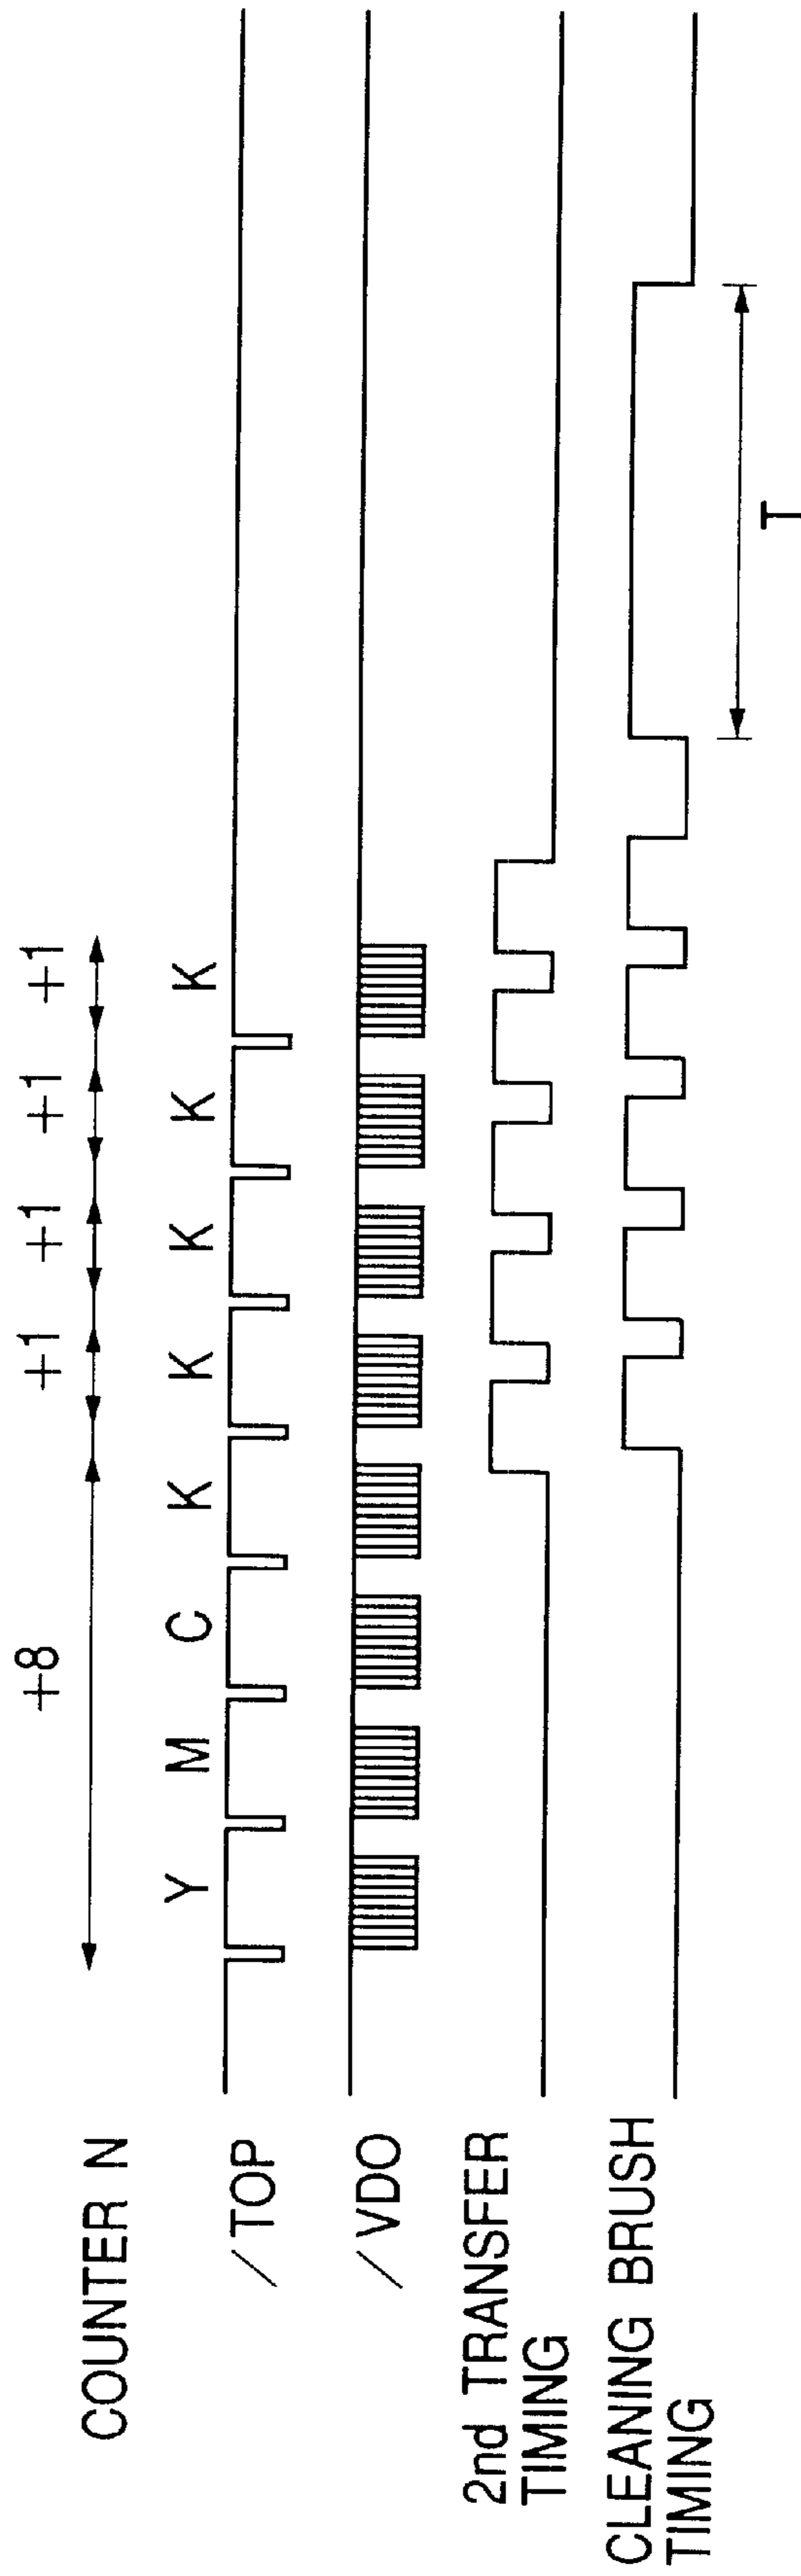 COUNTER N
+8 +1 +1 +1 +1
Y M C K K K K K
/TOP
/VDO
2nd TRANSFER
TIMING
CLEANING BRUSH
TIMING
T